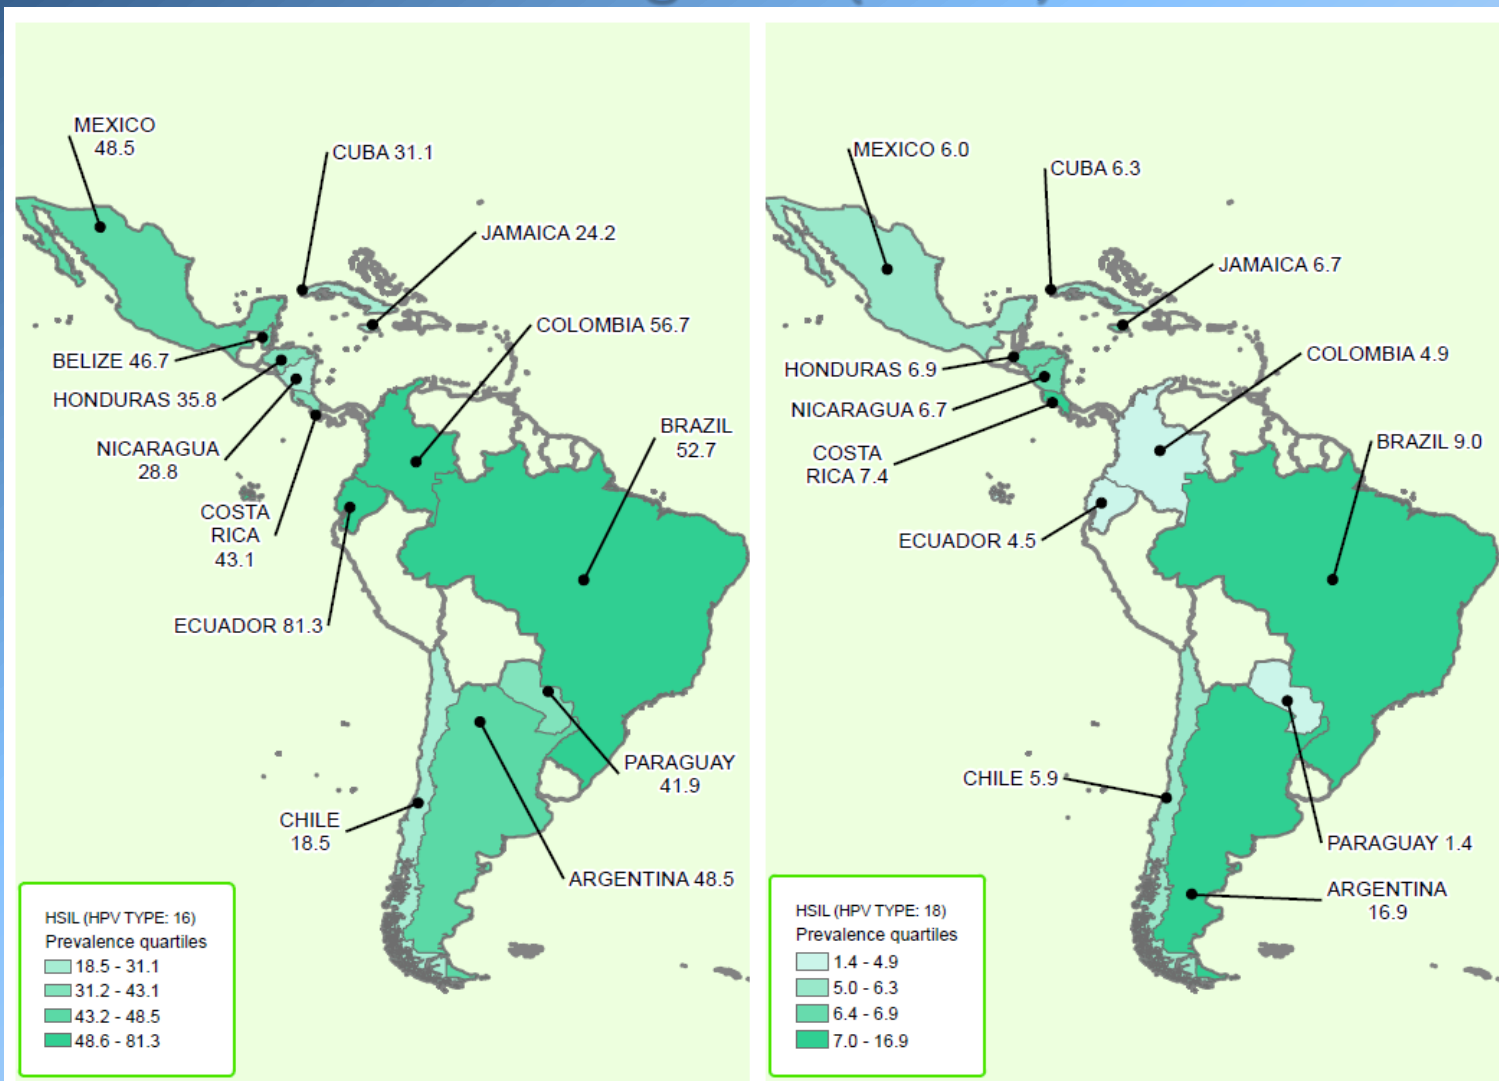 MEXICO
48.5
CUBA 31.1
JAMAICA 24.2
COLOMBIA 56.7
BELIZE 46.7
HONDURAS 35.8
NICARAGUA
28.8
BRAZIL
52.7
COSTA
RICA
43.1
ECUADOR 81.3
PARAGUAY
41.9
CHILE
18.5
ARGENTINA 48.5
HSIL (HPV TYPE: 16)
Prevalence quartiles
18.5 - 31.1
31.2 - 43.1
43.2 - 48.5
48.6 - 81.3
MEXICO 6.0
CUBA 6.3
JAMAICA 6.7
COLOMBIA 4.9
HONDURAS 6.9
NICARAGUA 6.7
COSTA
RICA 7.4
BRAZIL 9.0
ECUADOR 4.5
CHILE 5.9
PARAGUAY 1.4
ARGENTINA
16.9
HSIL (HPV TYPE: 18)
Prevalence quartiles
1.4 - 4.9
5.0 - 6.3
6.4 - 6.9
7.0 - 16.9